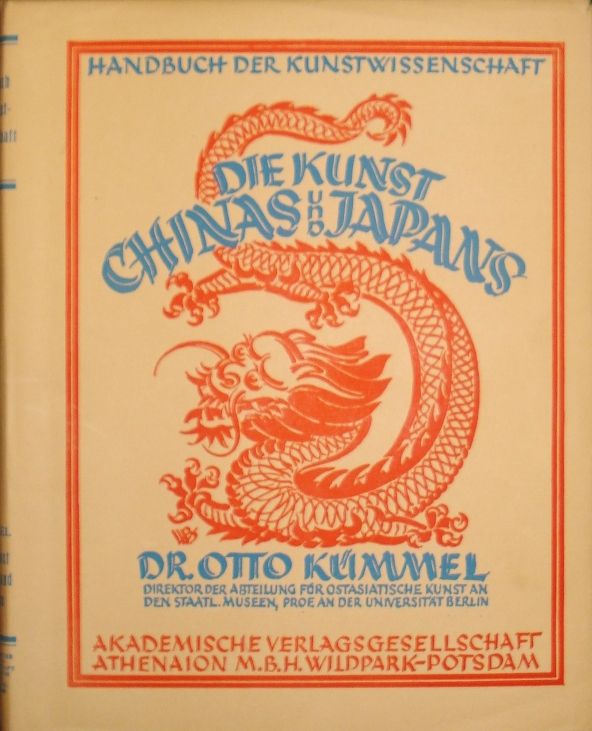 HANDBUCH DER KUNSTWISSENSCHAFT
DIE KUNST
CHINAS UND JAPANS
DR. OTTO KÜMMEL
DIREKTOR DER ABTEILUNG FÜR OSTASIATISCHE KUNST AN
DEN STAATL. MUSEEN, PROF. AN DER UNIVERSITÄT BERLIN
AKADEMISCHE VERLAGSGESELLSCHAFT
ATHENAION M.B.H. WILDPARK-POTSDAM